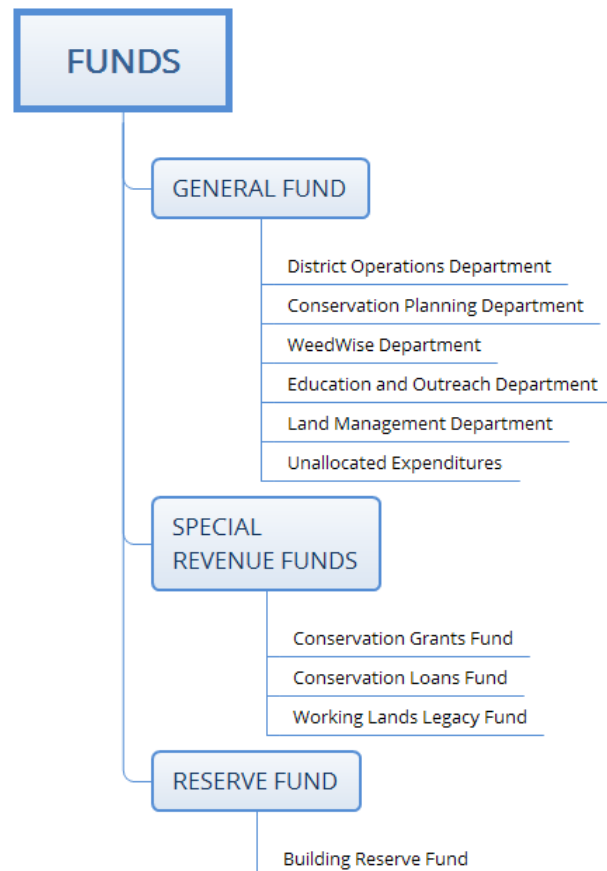 FUNDS
GENERAL FUND
District Operations Department
Conservation Planning Department
WeedWise Department
Education and Outreach Department
Land Management Department
Unallocated Expenditures
SPECIAL
REVENUE FUNDS
Conservation Grants Fund
Conservation Loans Fund
Working Lands Legacy Fund
RESERVE FUND
Building Reserve Fund